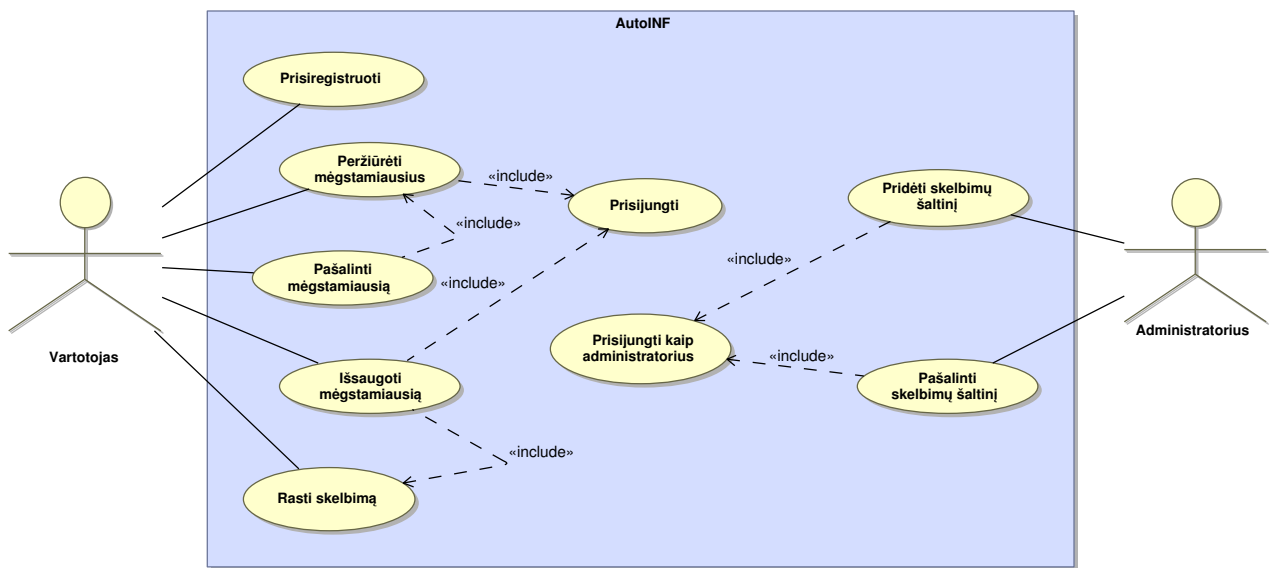 AutoINF
Prisiregistruoti
Peržiūrėti
mėgstamiausius
«include»
Prisijungti
«include»
Pašalinti
mėgstamiausią
«include»
Išsaugoti
mėgstamiausią
«include»
Rasti skelbimą
Vartotojas
Pridėti skelbimų
šaltinį
«include»
Prisijungti kaip
administratorius
«include»
Pašalinti
skelbimų šaltinį
Administratorius